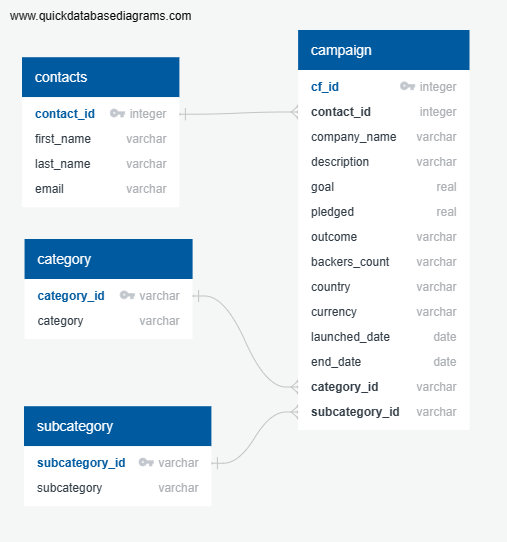 www.quickdatabasediagrams.com
contacts
contact_id integer
first_name varchar
last_name varchar
email varchar
category
category_id varchar
category varchar
subcategory
subcategory_id varchar
subcategory varchar
campaign
cf_id integer
contact_id integer
company_name varchar
description varchar
goal real
pledged real
outcome varchar
backers_count varchar
country varchar
currency varchar
launched_date date
end_date date
category_id varchar
subcategory_id varchar